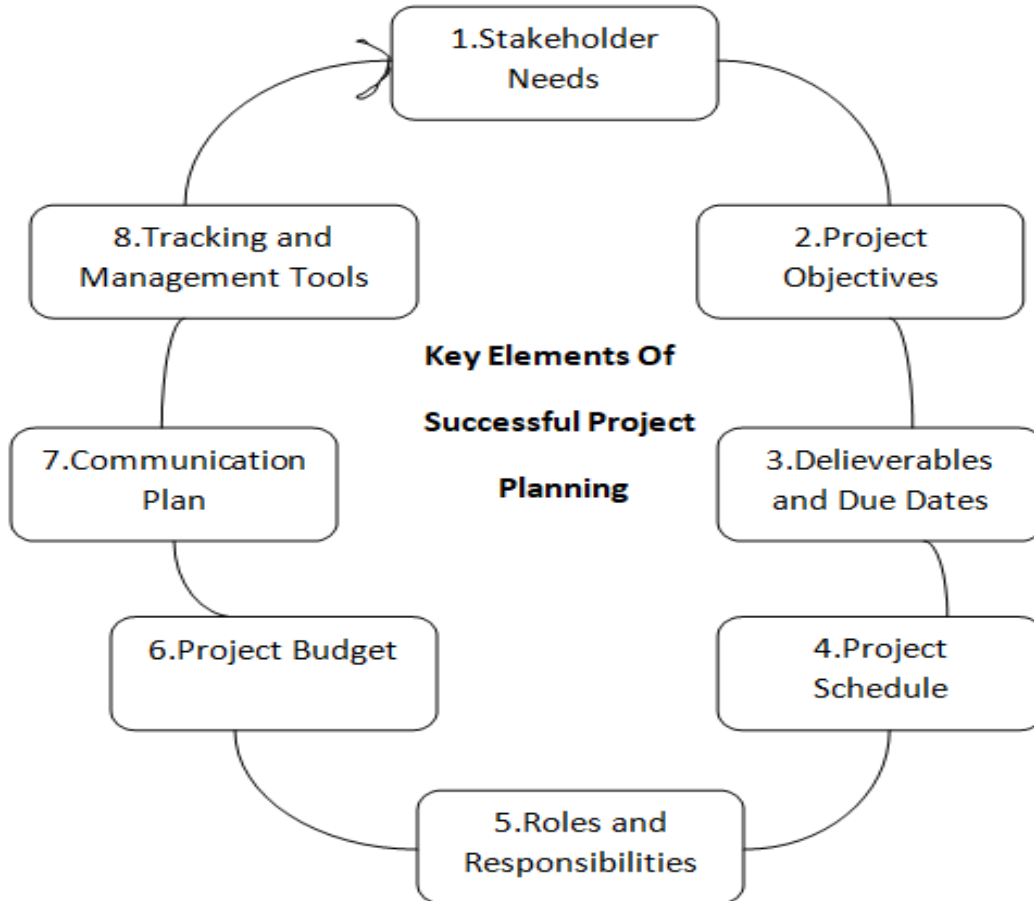 1.Stakeholder
Needs
2.Project
Objectives
3.Delieverables
and Due Dates
4.Project
Schedule
5.Roles and
Responsibilities
6.Project Budget
7.Communication
Plan
8.Tracking and
Management Tools
Key Elements Of
Successful Project
Planning